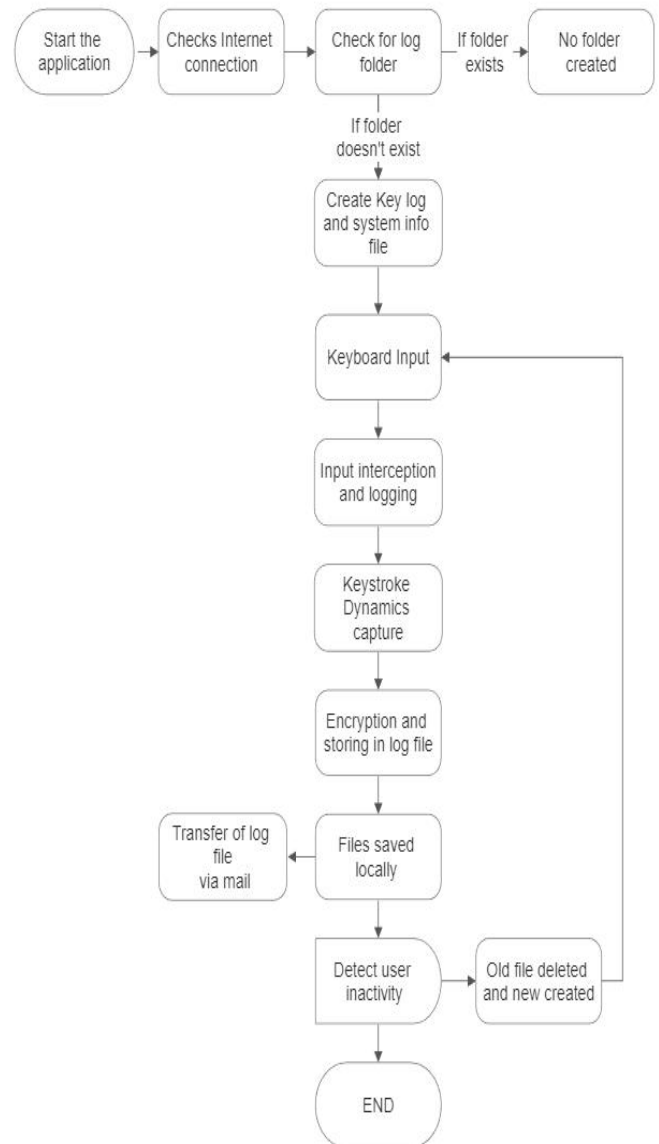 Start the
application
Checks Internet
connection
Check for log
folder
If folder
exists
No folder
created
If folder
doesn't exist
Create Key log
and system info
file
Keyboard Input
Input interception
and logging
Keystroke
Dynamics
capture
Encryption and
storing in log file
Transfer of log
file
via mail
Files saved
locally
Detect user
inactivity
Old file deleted
and new created
END